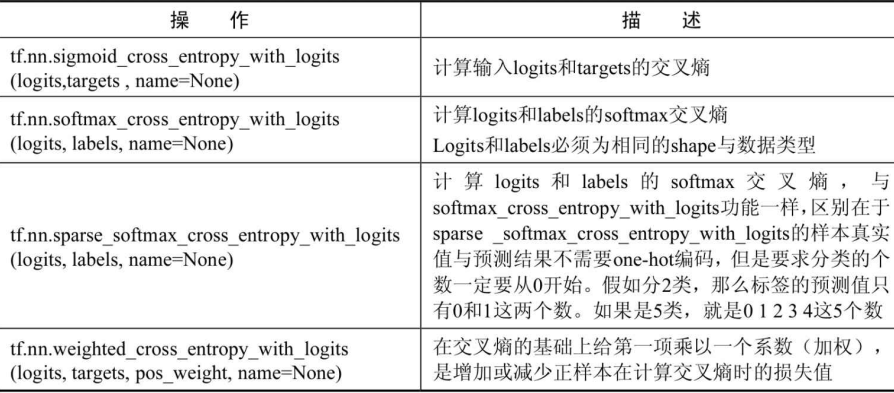 操 作
描 述
tf.nn.sigmoid_cross_entropy_with_logits
(logits,targets , name=None)
计算输入logits和targets的交叉熵
tf.nn.softmax_cross_entropy_with_logits
(logits, labels, name=None)
计算logits和labels的softmax交叉熵
Logits和labels必须为相同的shape与数据类型
tf.nn.sparse_softmax_cross_entropy_with_logits
(logits, labels, name=None)
计算 logits 和 labels 的 softmax 交叉熵，与
softmax_cross_entropy_with_logits功能一样，区别在于
sparse _softmax_cross_entropy_with_logits的样本真实
值与预测结果不需要one-hot编码，但是要求分类的个
数一定要从0开始。假如分2类，那么标签的预测值只
有0和1这两个数。如果是5类，就是0 1 2 3 4这5个数
tf.nn.weighted_cross_entropy_with_logits
(logits, targets, pos_weight, name=None)
在交叉熵的基础上给第一项乘以一个系数（加权），
是增加或减少正样本在计算交叉熵时的损失值